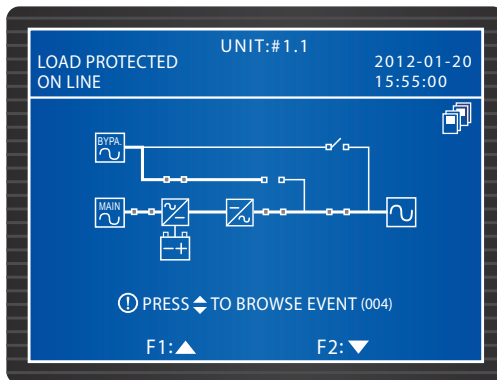 UNIT:#1.1
LOAD PROTECTED
ON LINE
2012-01-20
15:55:00
BYPA.
MAIN
! PRESS TO BROWSE EVENT (004)
F1:▲ F2:▼